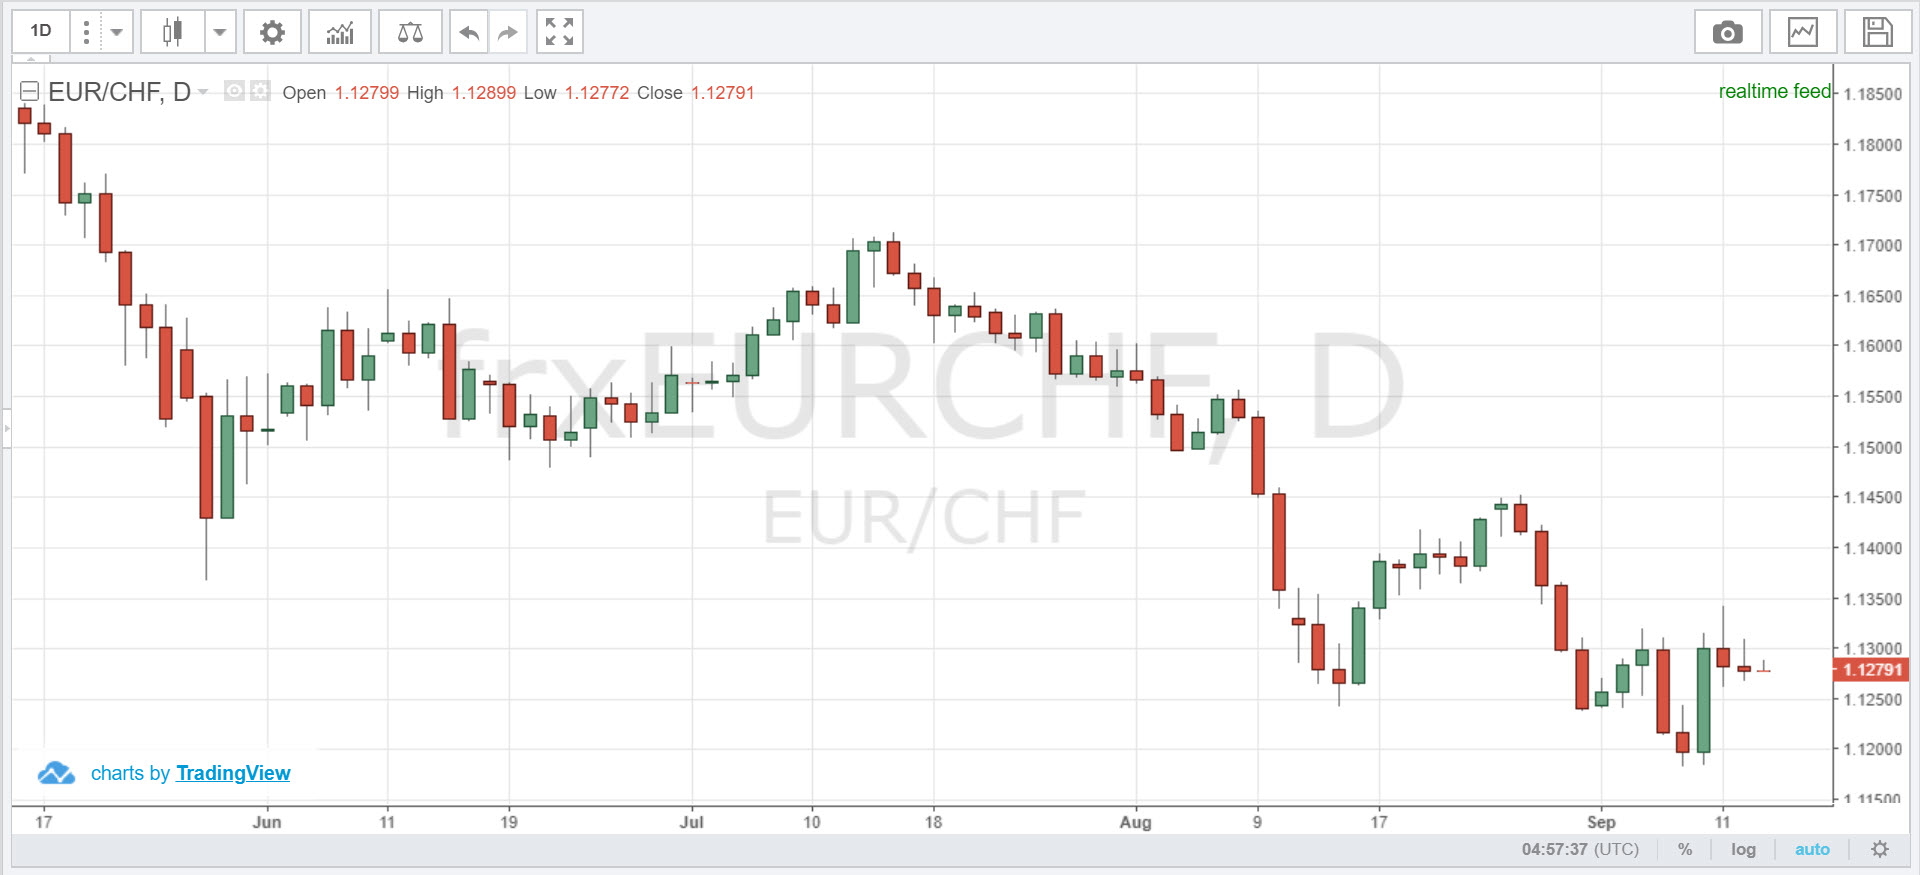 1D
EUR/CHF, D Open 1.12799 High 1.12899 Low 1.12772 Close 1.12791
realtime feed
1.18500
1.18000
1.17500
1.17000
1.16500
1.16000
1.15500
1.15000
1.14500
1.14000
1.13500
1.13000
1.12791
1.12500
1.12000
1.11500
frxEURCHF, D
EUR/CHF
charts by TradingView
17 Jun 11 19 Jul 10 18 Aug 9 17 Sep 11
04:57:37 (UTC) % log auto